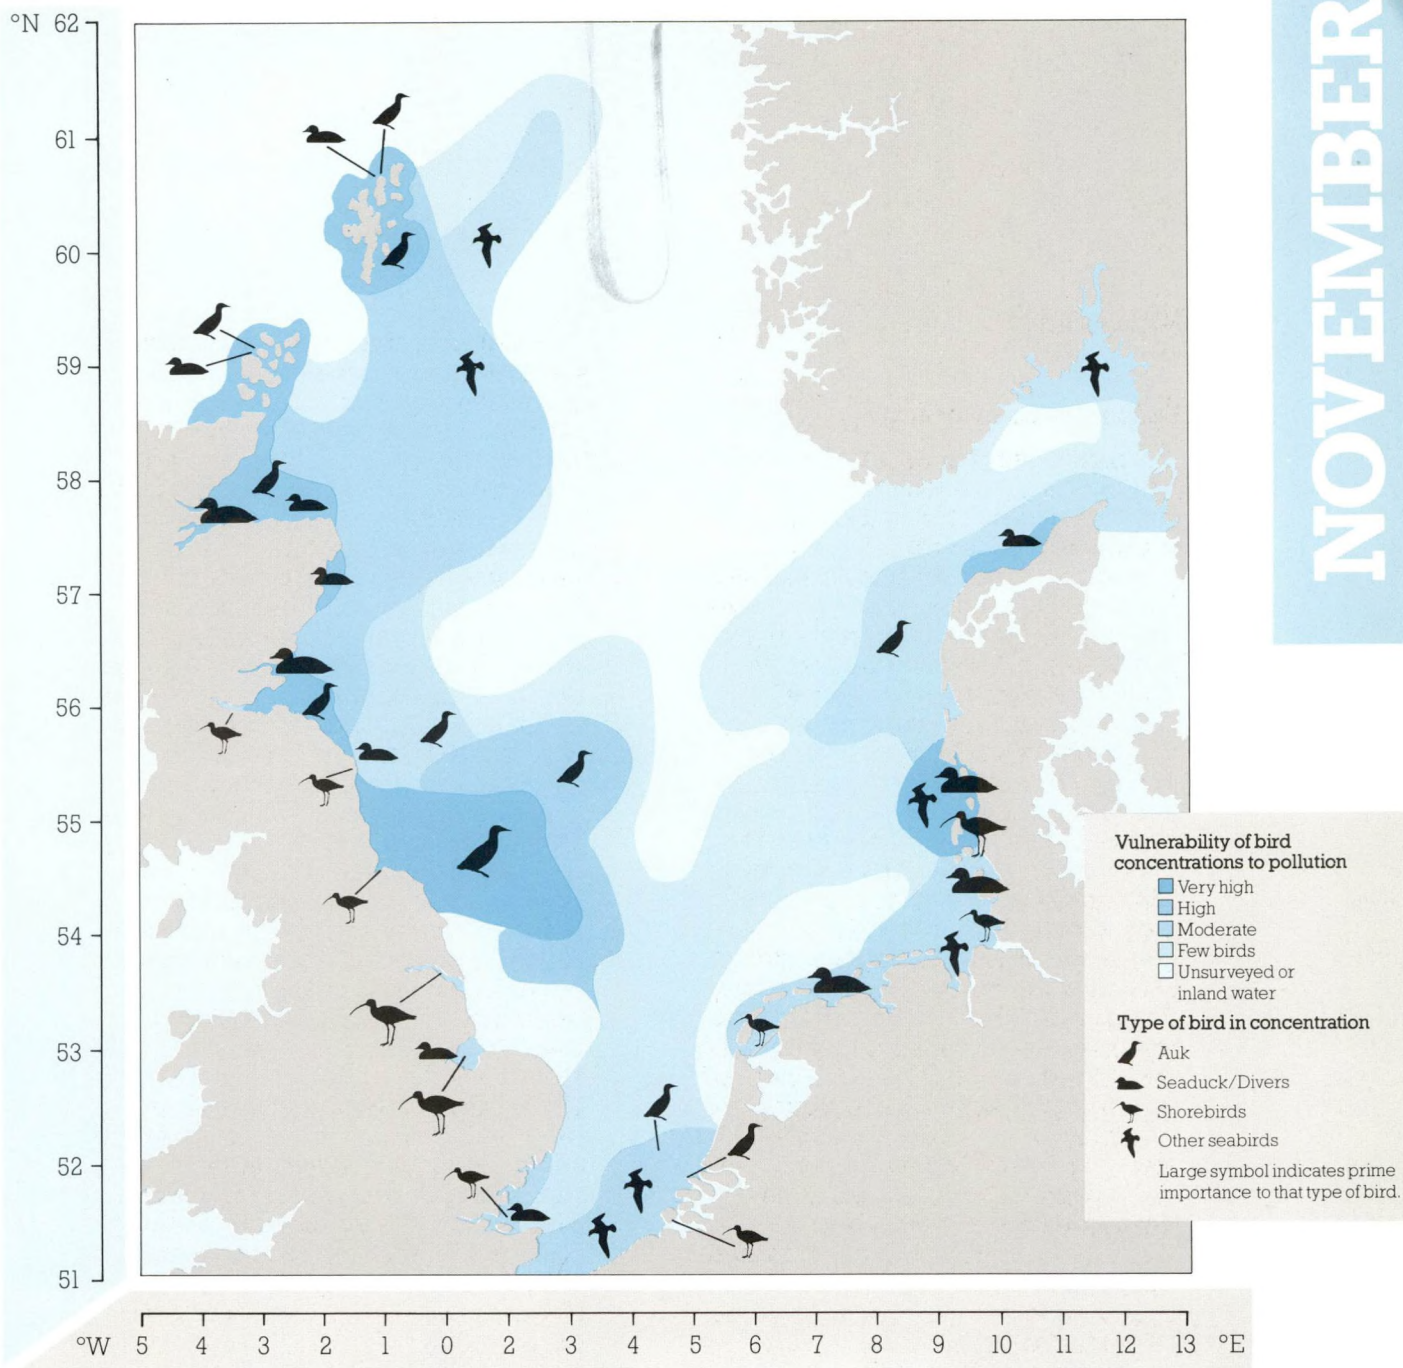 °N 62
61
60
59
58
57
56
55
54
53
52
51
°W 5 4 3 2 1 0 2 3 4 5 6 7 8 9 10 11 12 13 °E
NOVEMBER
Vulnerability of bird
concentrations to pollution
Very high
High
Moderate
Few birds
Unsurveyed or
inland water
Type of bird in concentration
Auk
Seaduck/Divers
Shorebirds
Other seabirds
Large symbol indicates prime
importance to that type of bird.